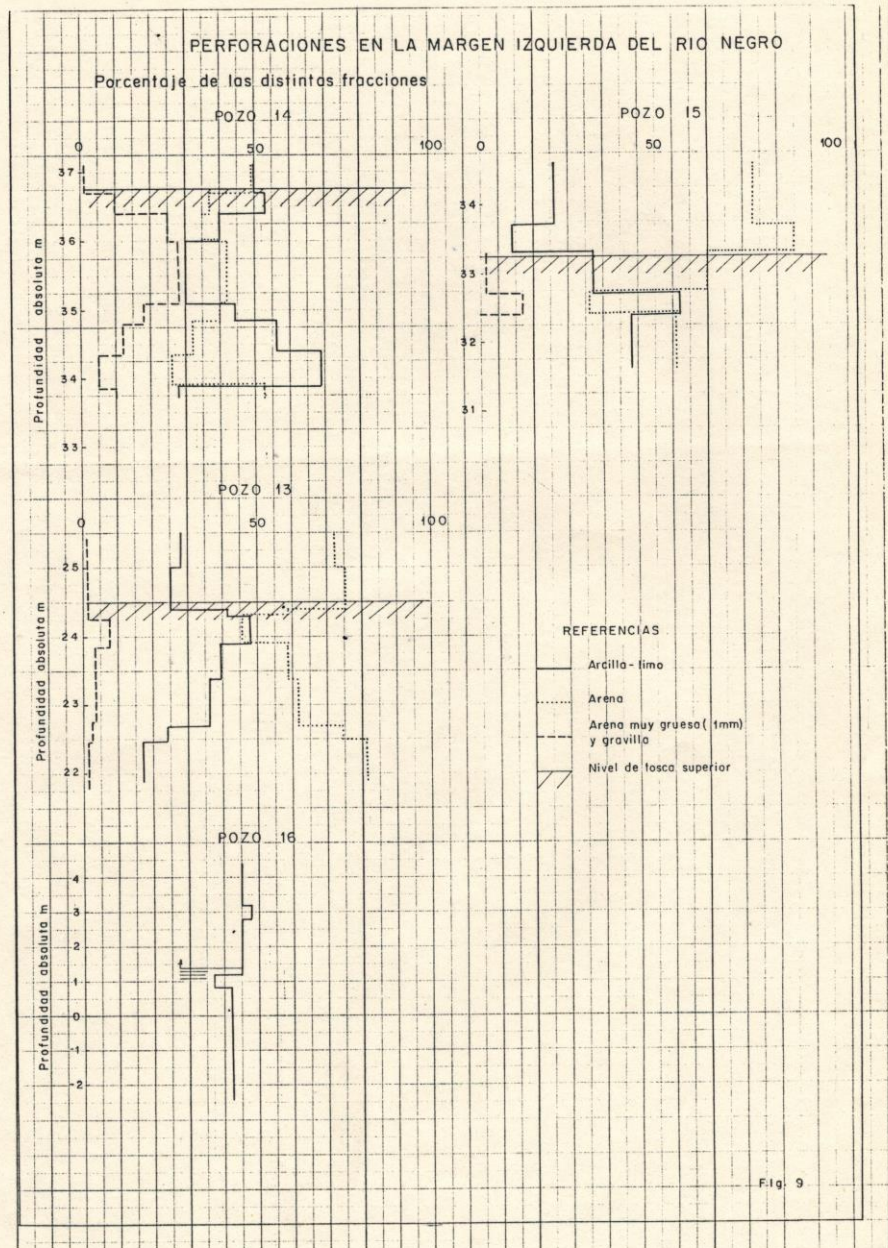 PERFORACIONES EN LA MARGEN IZQUIERDA DEL RIO NEGRO
Porcentaje de las distintas fracciones
POZO 14
0 50 100
37
36
35
34
33
Profundidad absoluta m
POZO 15
0 50 100
34
33
32
31
POZO 13
0 50 100
25
24
23
22
Profundidad absoluta m
REFERENCIAS
Arcilla-limo
Arena
Arena muy gruesa (1mm)
y gravilla
Nivel de tosca superior
POZO 16
4
3
2
1
0
-1
-2
Profundidad absoluta m
Fig. 9